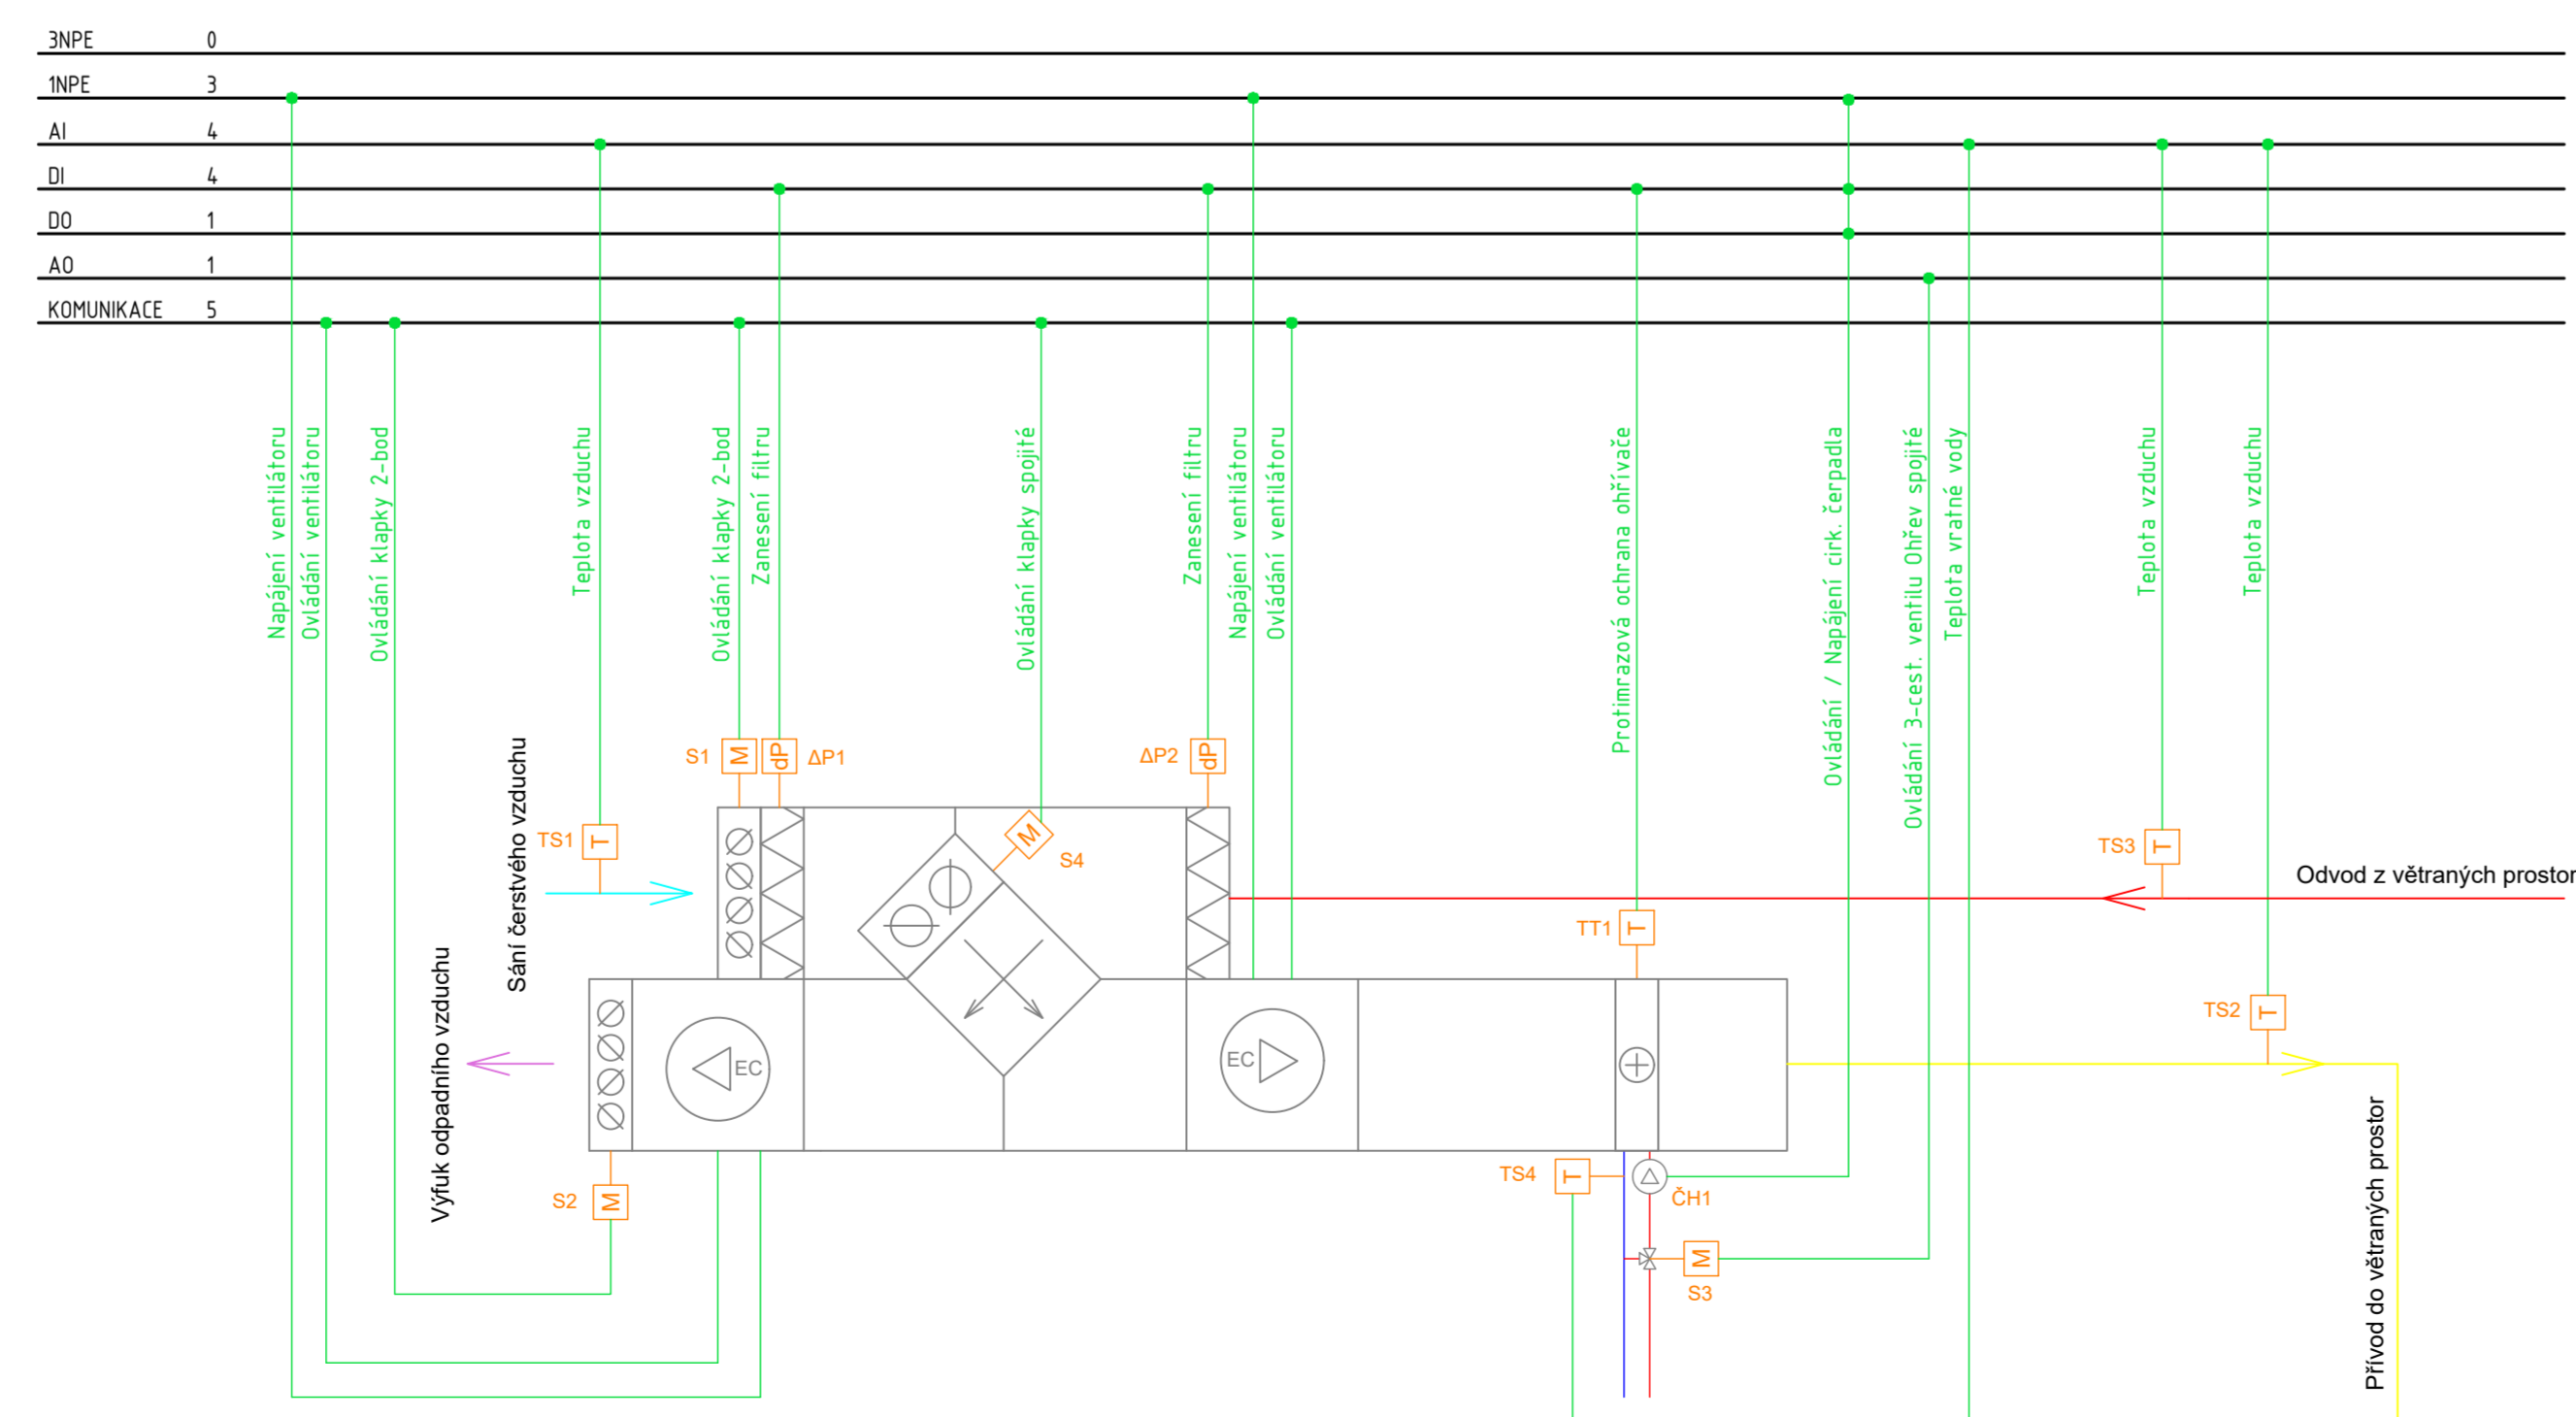 3NPE 0
1NPE 3
AI 4
DI 4
DO 1
AO 1
KOMUNIKACE 5
Napájení ventilátoru
Ovládání ventilátoru
Ovládání klapky 2-bod
Teplota vzduchu
Ovládání klapky 2-bod
Zanesení filtru
Ovládání klapky spojité
Zanesení filtru
Napájení ventilátoru
Ovládání ventilátoru
Protimrazová ochrana ohřívače
Ovládání / Napájení cirk. čerpadla
Ovládání 3-cest. ventilu Ohřev spojité
Teplota vratné vody
Teplota vzduchu
Teplota vzduchu
S1 M dP ΔP1
ΔP2 dP
Sání čerstvého vzduchu
TS1 T
M
S4
TS3 T
Odvod z větraných prostor
TT1 T
Výfuk odpadního vzduchu
TS2 T
EC
EC
Přívod do větraných prostor
TS4 T
ČH1
S2 M
M
S3